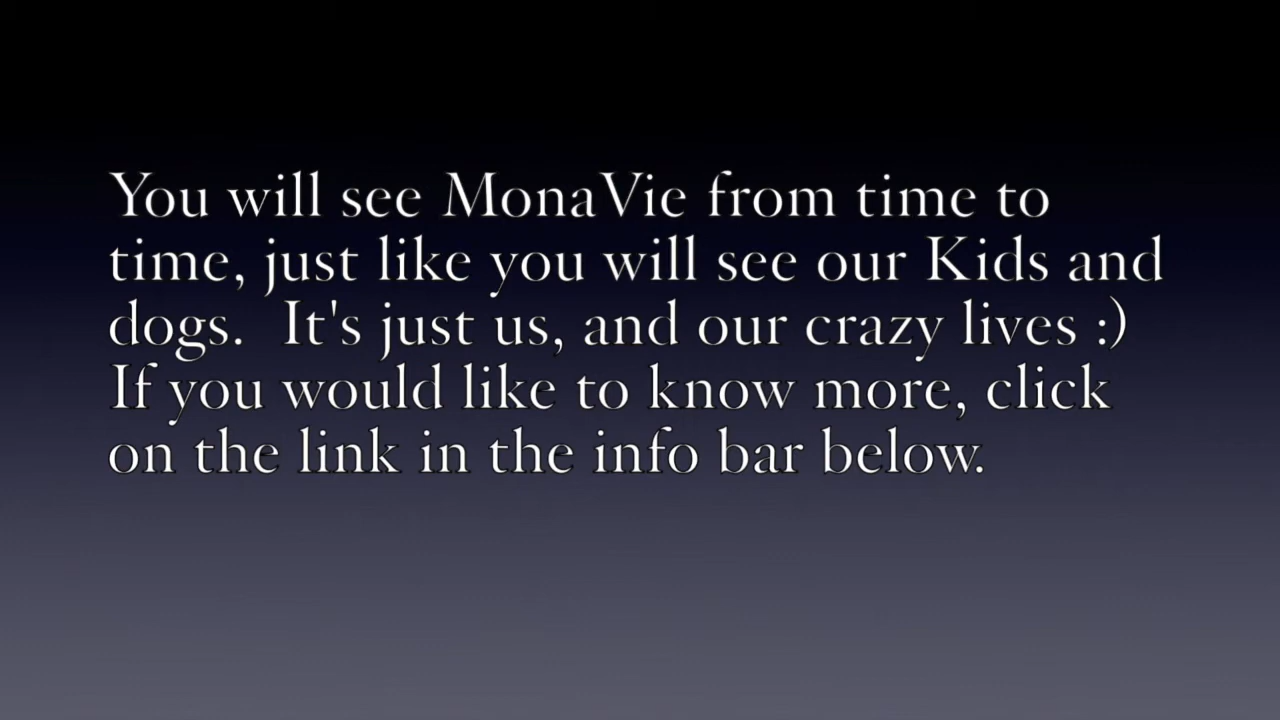 You will see MonaVie from time to
time, just like you will see our Kids and
dogs.  It's just us, and our crazy lives :)
If you would like to know more, click
on the link in the info bar below.